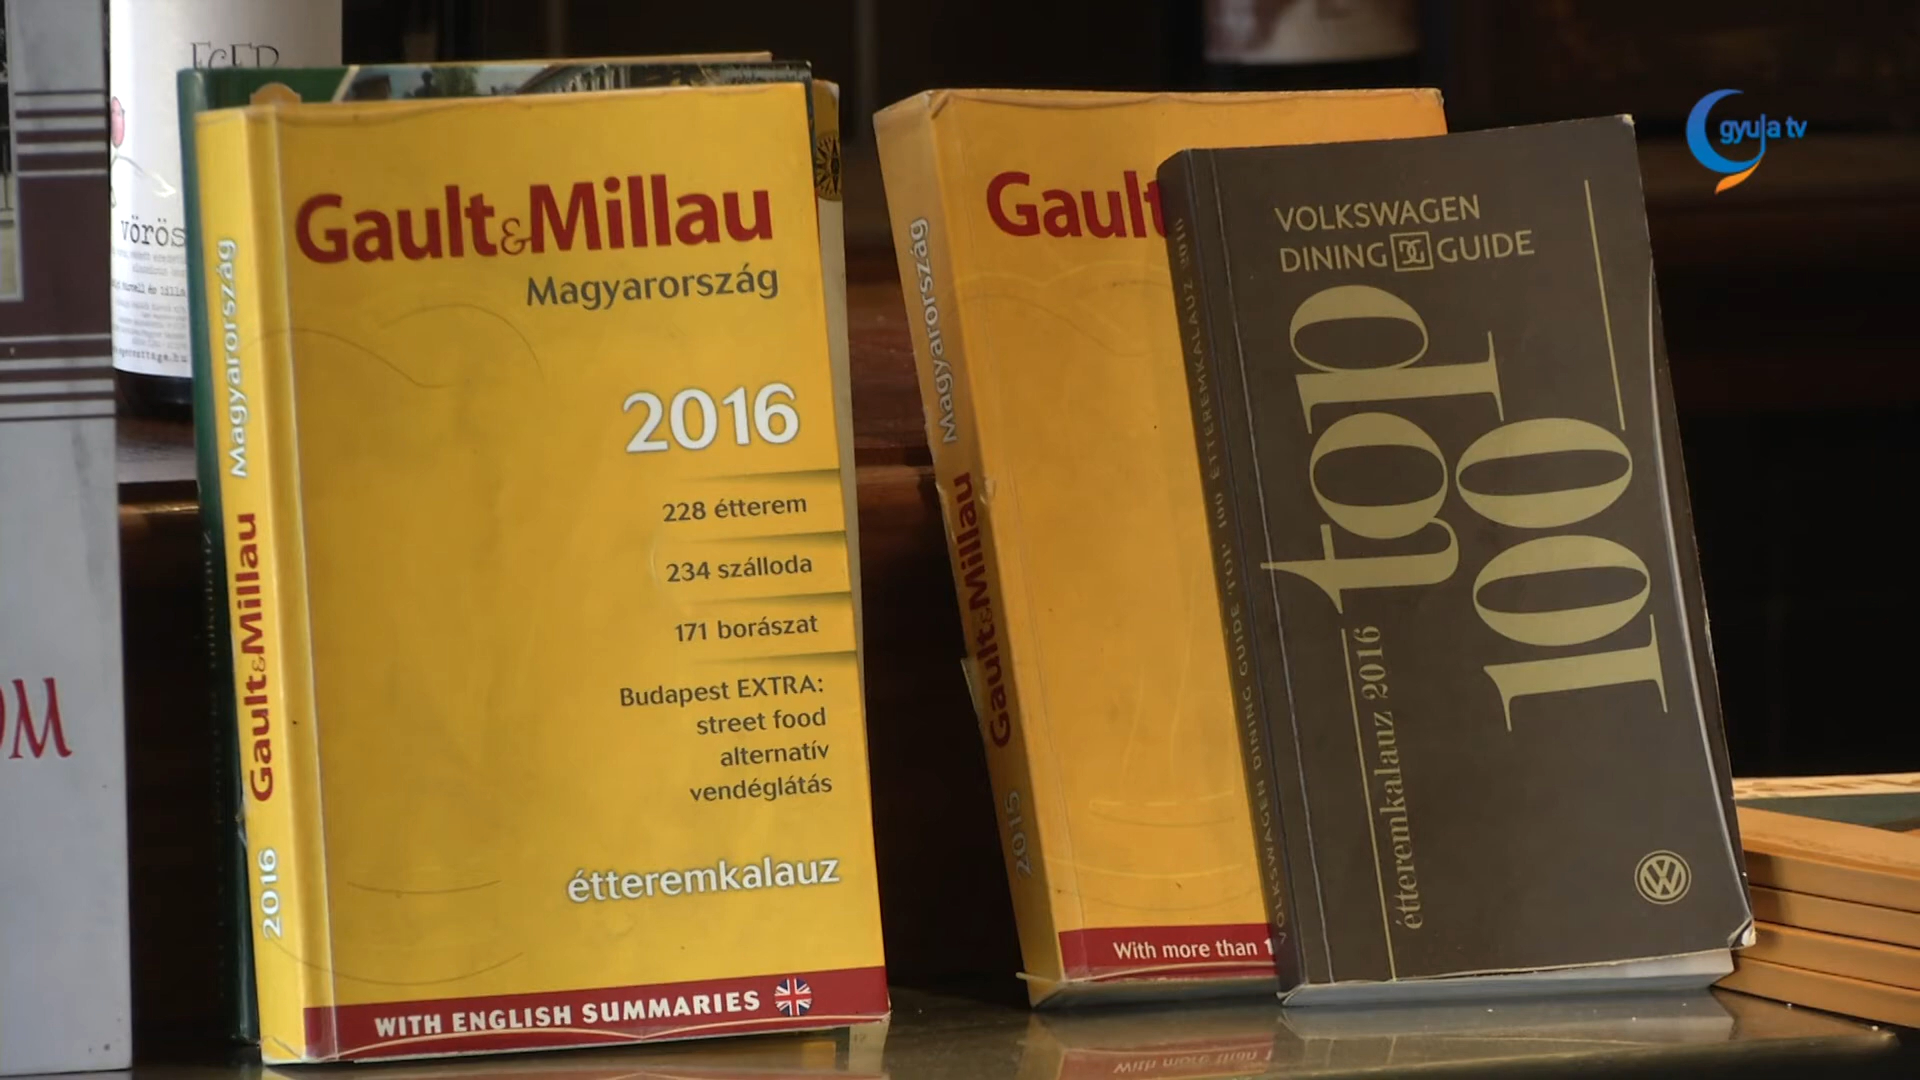 EGER
vörös
Gault&Millau
Magyarország
2016
228 étterem
234 szálloda
171 borászat
Budapest EXTRA:
street food
alternatív
vendéglátás
étteremkalauz
WITH ENGLISH SUMMARIES
Magyarország Gault&Millau 2016
Gault
With more than
Magyarország Gault&Millau 2015
VOLKSWAGEN
DINING DG GUIDE
top
100
étteremkalauz 2016
VOLKSWAGEN DINING GUIDE TOP 100 ÉTTEREMKALAUZ 2016
gyula tv